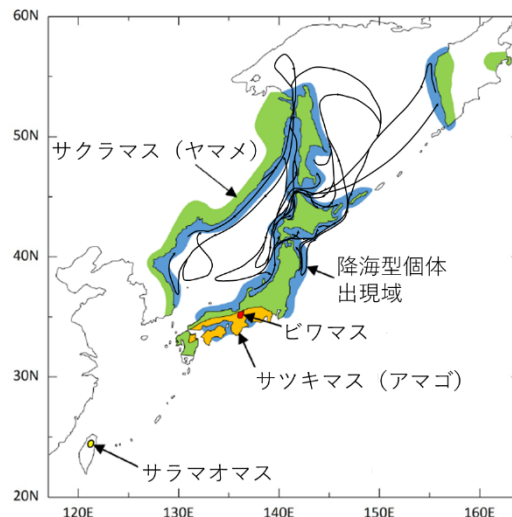 60N
50N
サクラマス（ヤマメ）
40N
降海型個体
出現域
ビワマス
サツキマス（アマゴ）
30N
サラマオマス
20N
120E
130E
140E
150E
160E